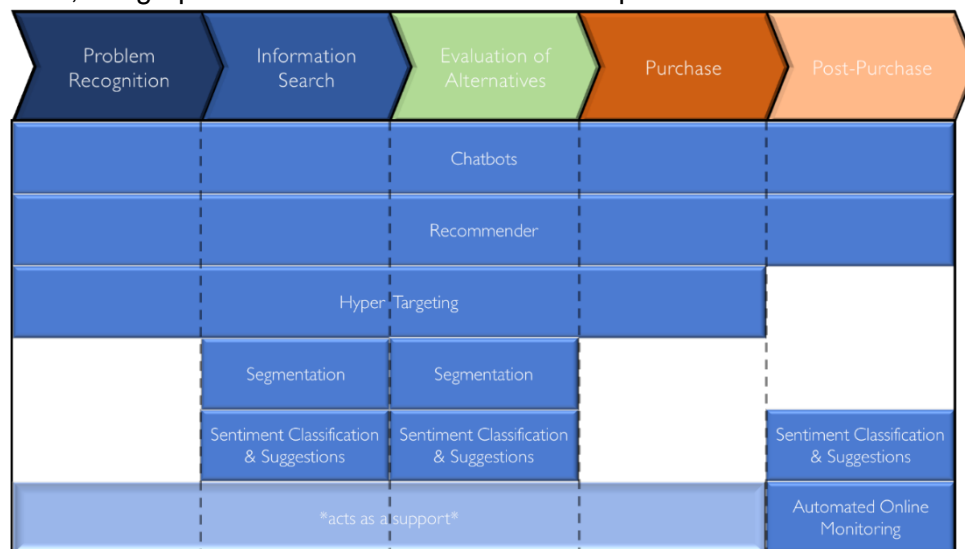 Problem
Recognition
Information
Search
Evaluation of
Alternatives
Purchase
Post-Purchase
Chatbots
Recommender
Hyper Targeting
Segmentation
Segmentation
Sentiment Classification
& Suggestions
Sentiment Classification
& Suggestions
Sentiment Classification
& Suggestions
*acts as a support*
Automated Online
Monitoring